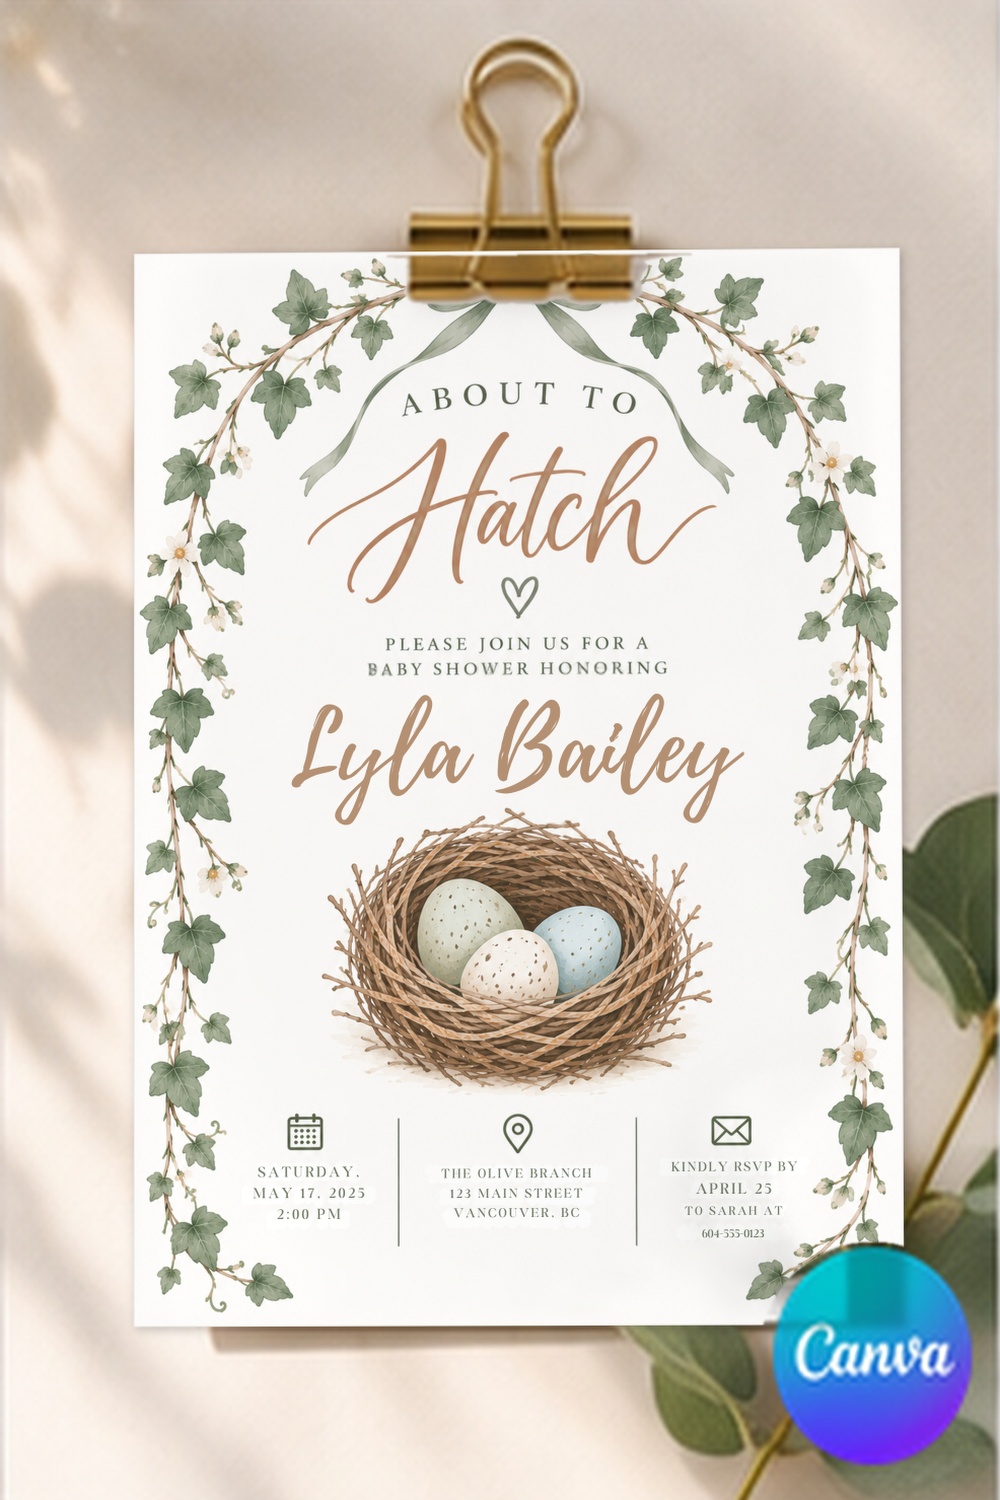 ABOUT TO
Hatch
PLEASE JOIN US FOR A
BABY SHOWER HONORING
Lyla Bailey
SATURDAY,
MAY 17, 2025
2:00 PM
THE OLIVE BRANCH
123 MAIN STREET
VANCOUVER, BC
KINDLY RSVP BY
APRIL 25
TO SARAH AT
604-555-0123
Canva